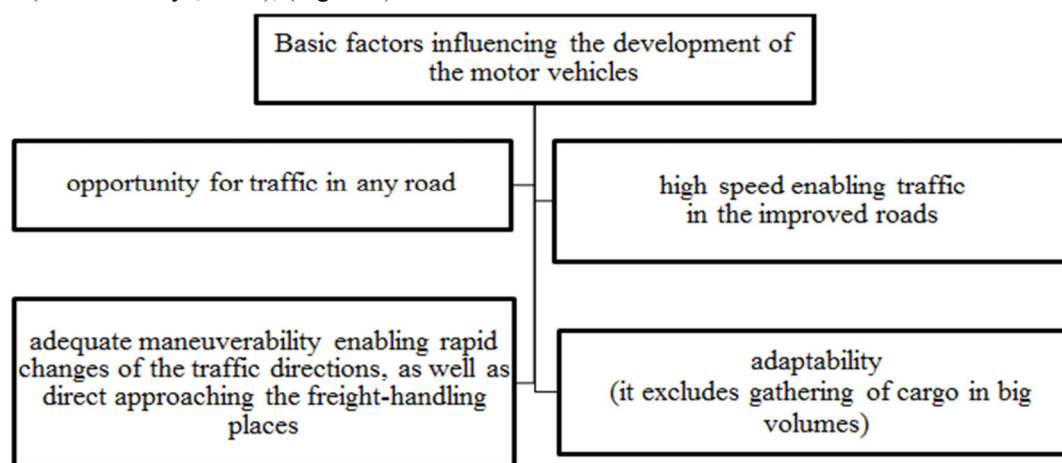 Basic factors influencing the development of
the motor vehicles
opportunity for traffic in any road
high speed enabling traffic
in the improved roads
adequate maneuverability enabling rapid
changes of the traffic directions, as well as
direct approaching the freight-handling
places
adaptability
(it excludes gathering of cargo in big
volumes)